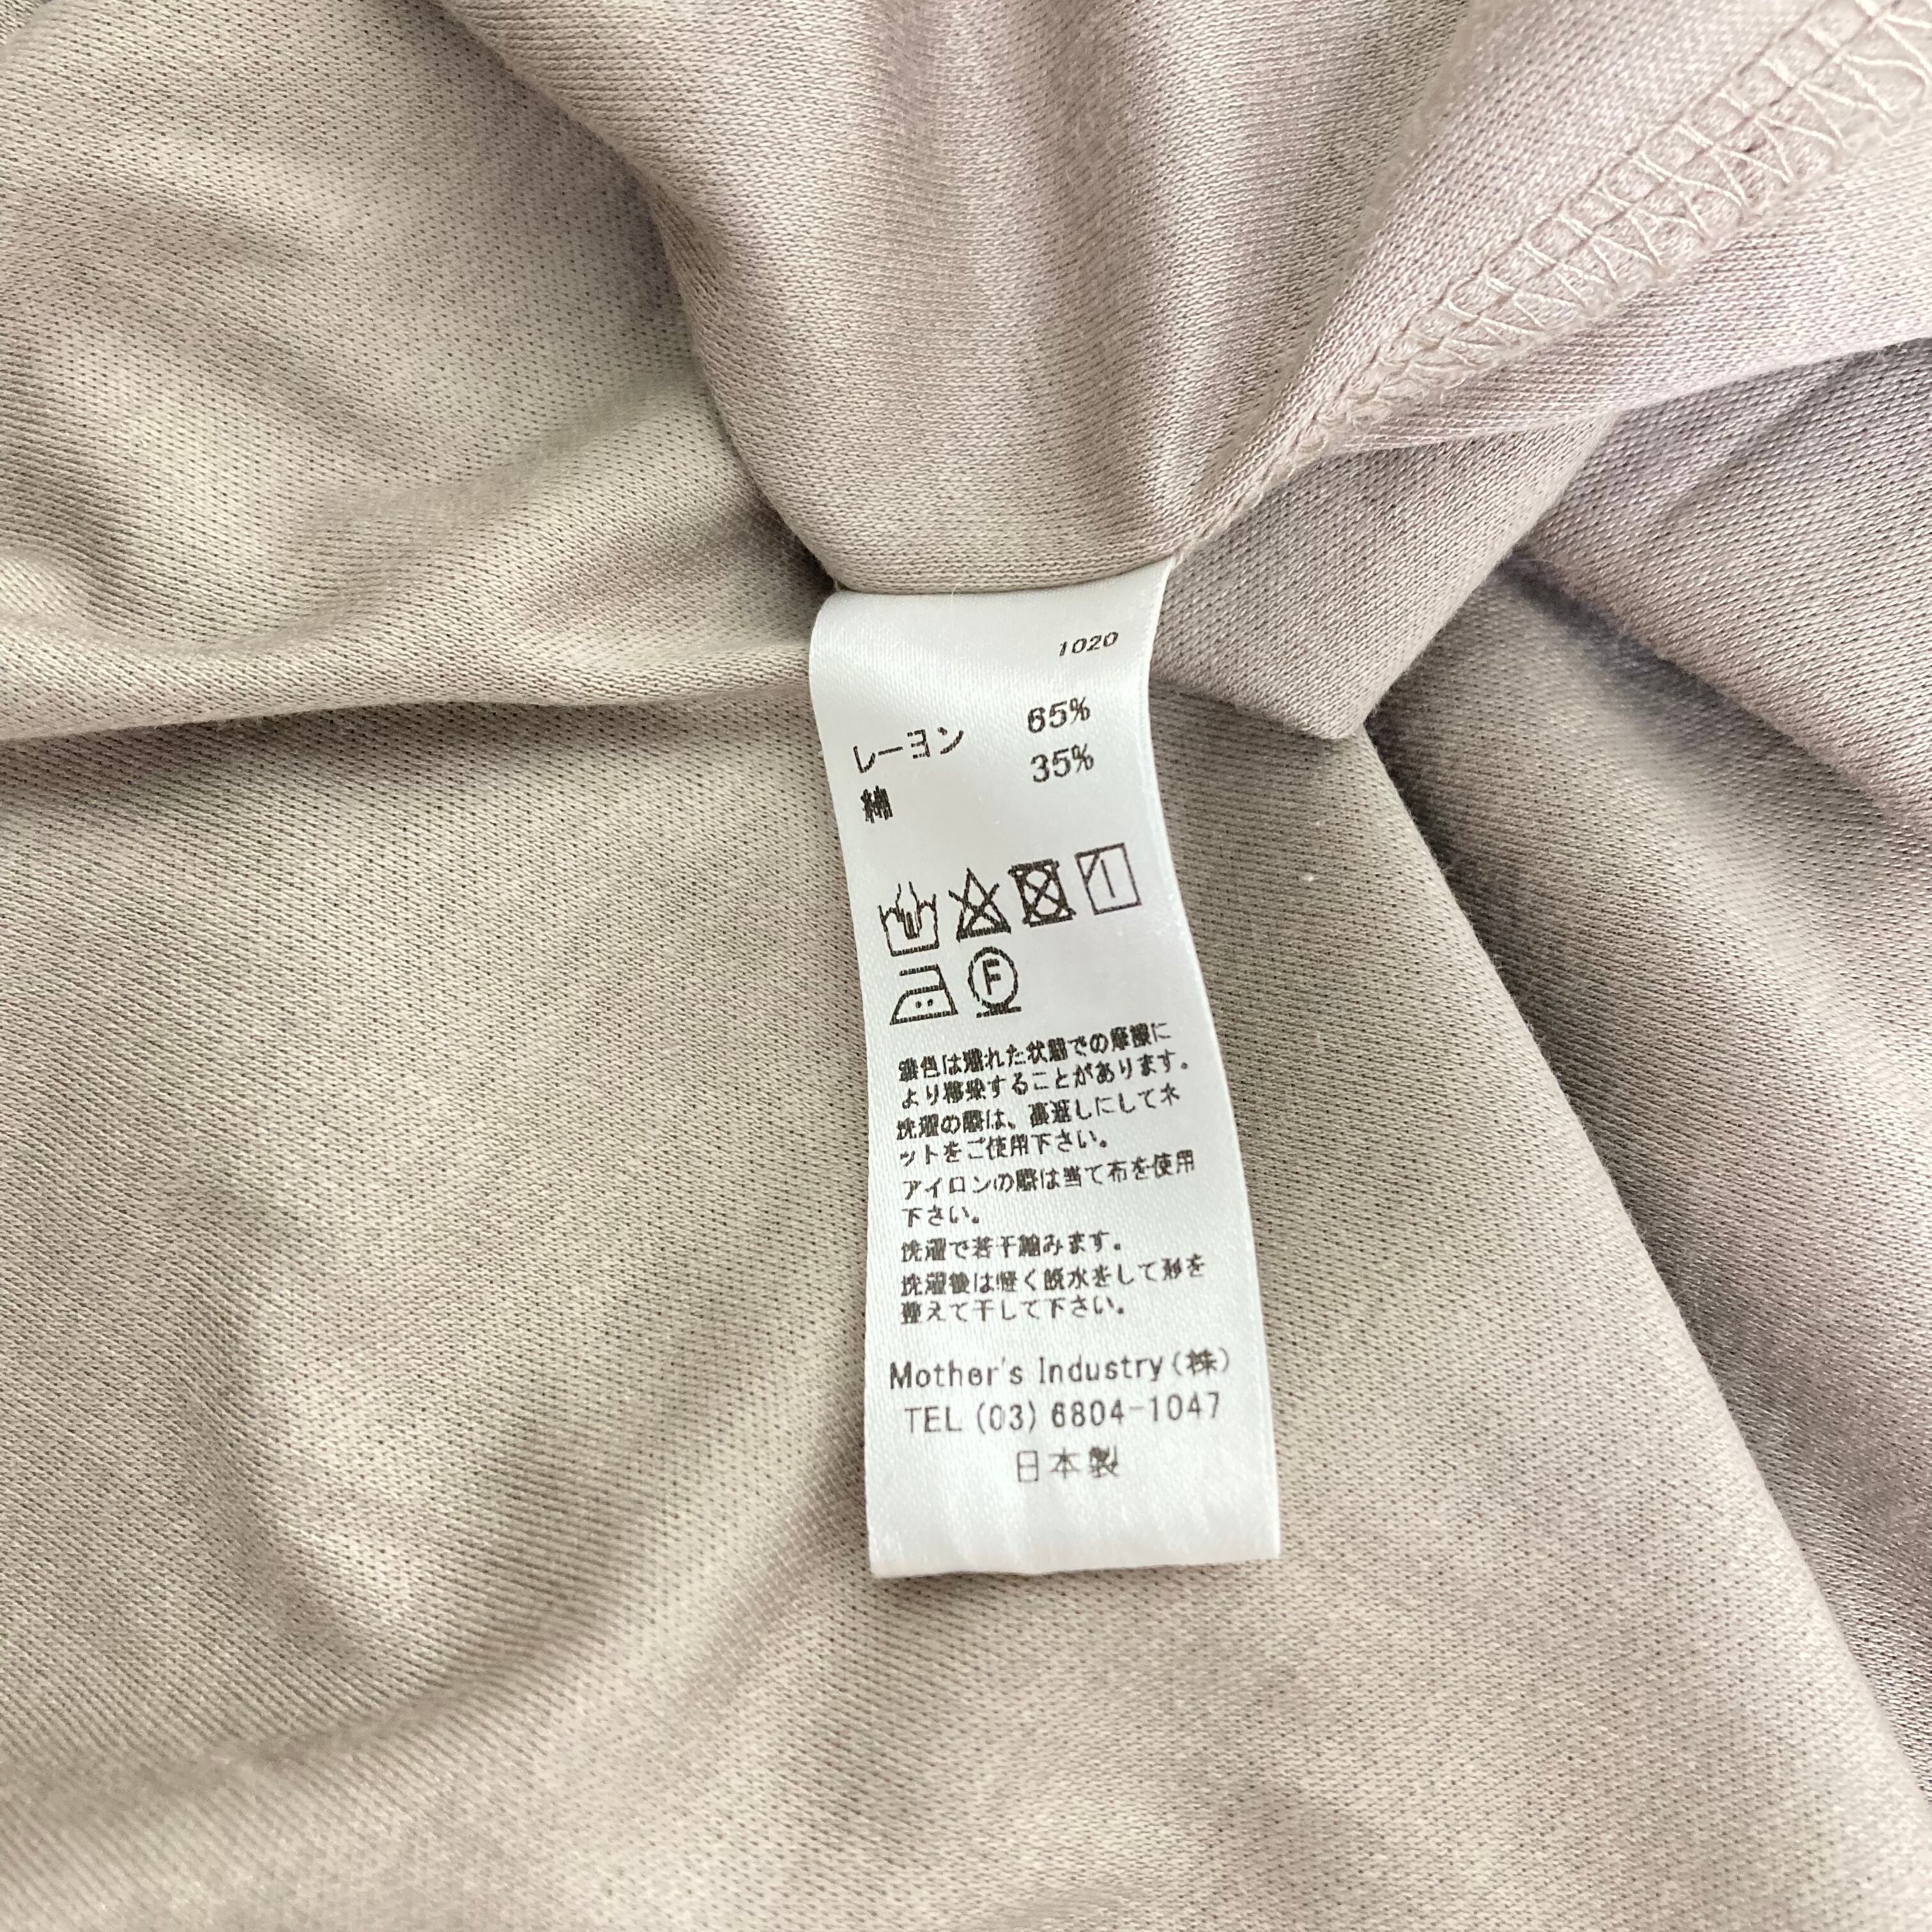 1020
レーヨン 65%
綿 35%
F
濃色は濡れた状態での摩擦に
より移染することがあります。
洗濯の際は、裏返しにしてネ
ットをご使用下さい。
アイロンの際は当て布を使用
下さい。
洗濯で若干縮みます。
洗濯後は軽く脱水をして形を
整えて干して下さい。
Mother's Industry(株)
TEL (03) 6804-1047
日本製